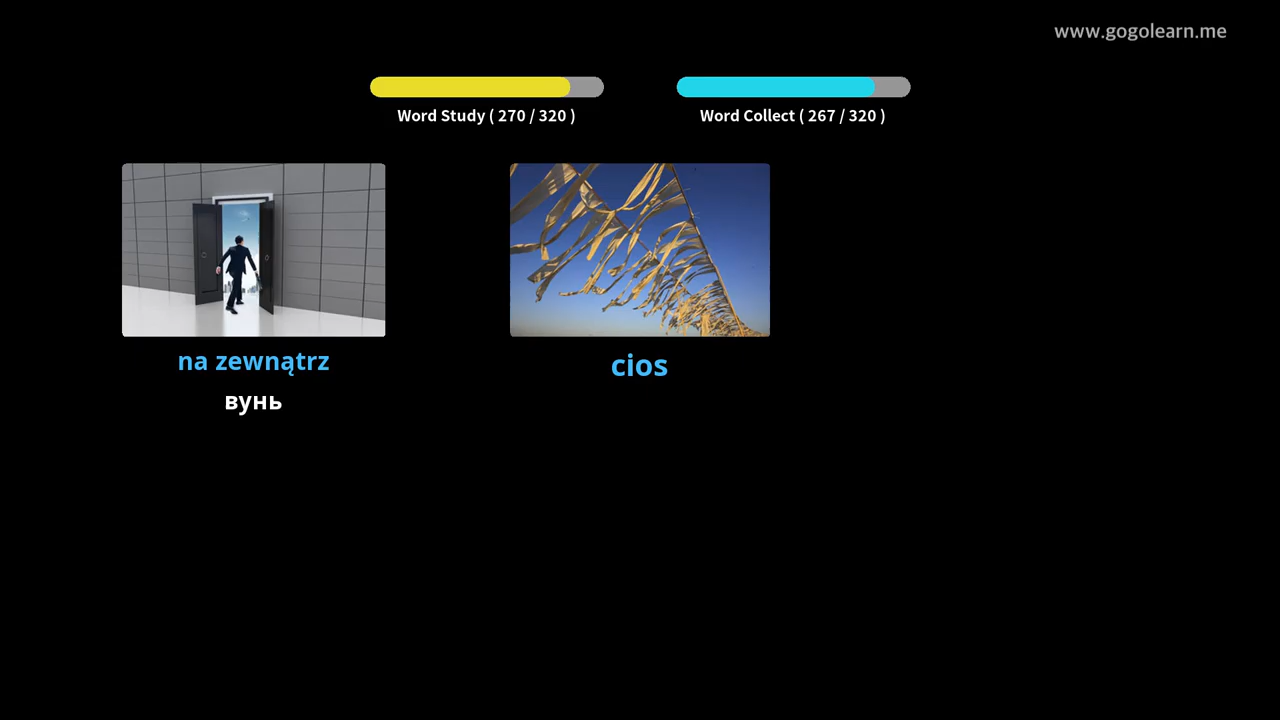 www.gogolearn.me
Word Study ( 270 / 320 )
Word Collect ( 267 / 320 )
na zewnątrz
вунь
cios